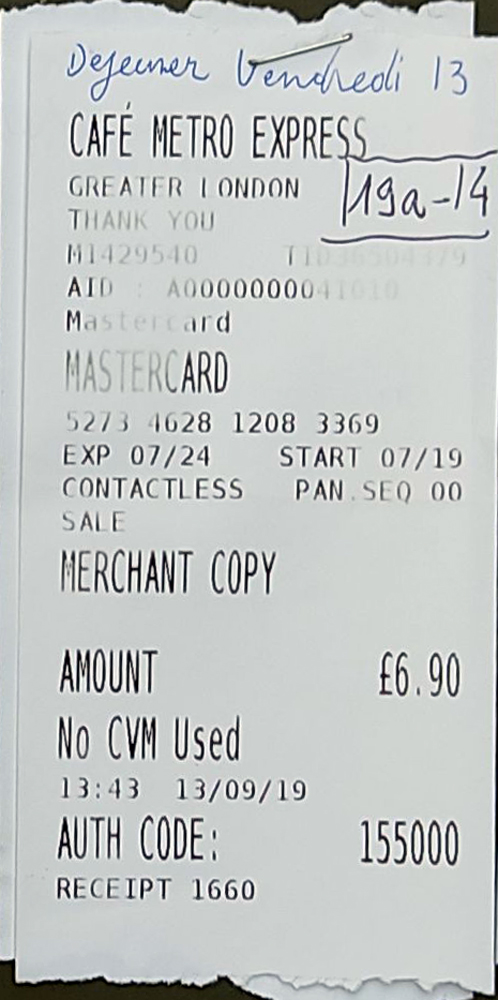 Dejeuner Vendredi 13
CAFÉ METRO EXPRESS
GREATER LONDON
19a-14
THANK YOU
M1429540 TID36504379
AID : A0000000041010
Mastercard
MASTERCARD
5273 4628 1208 3369
EXP 07/24 START 07/19
CONTACTLESS PAN.SEQ 00
SALE
MERCHANT COPY
AMOUNT £6.90
No CVM Used
13:43 13/09/19
AUTH CODE: 155000
RECEIPT 1660